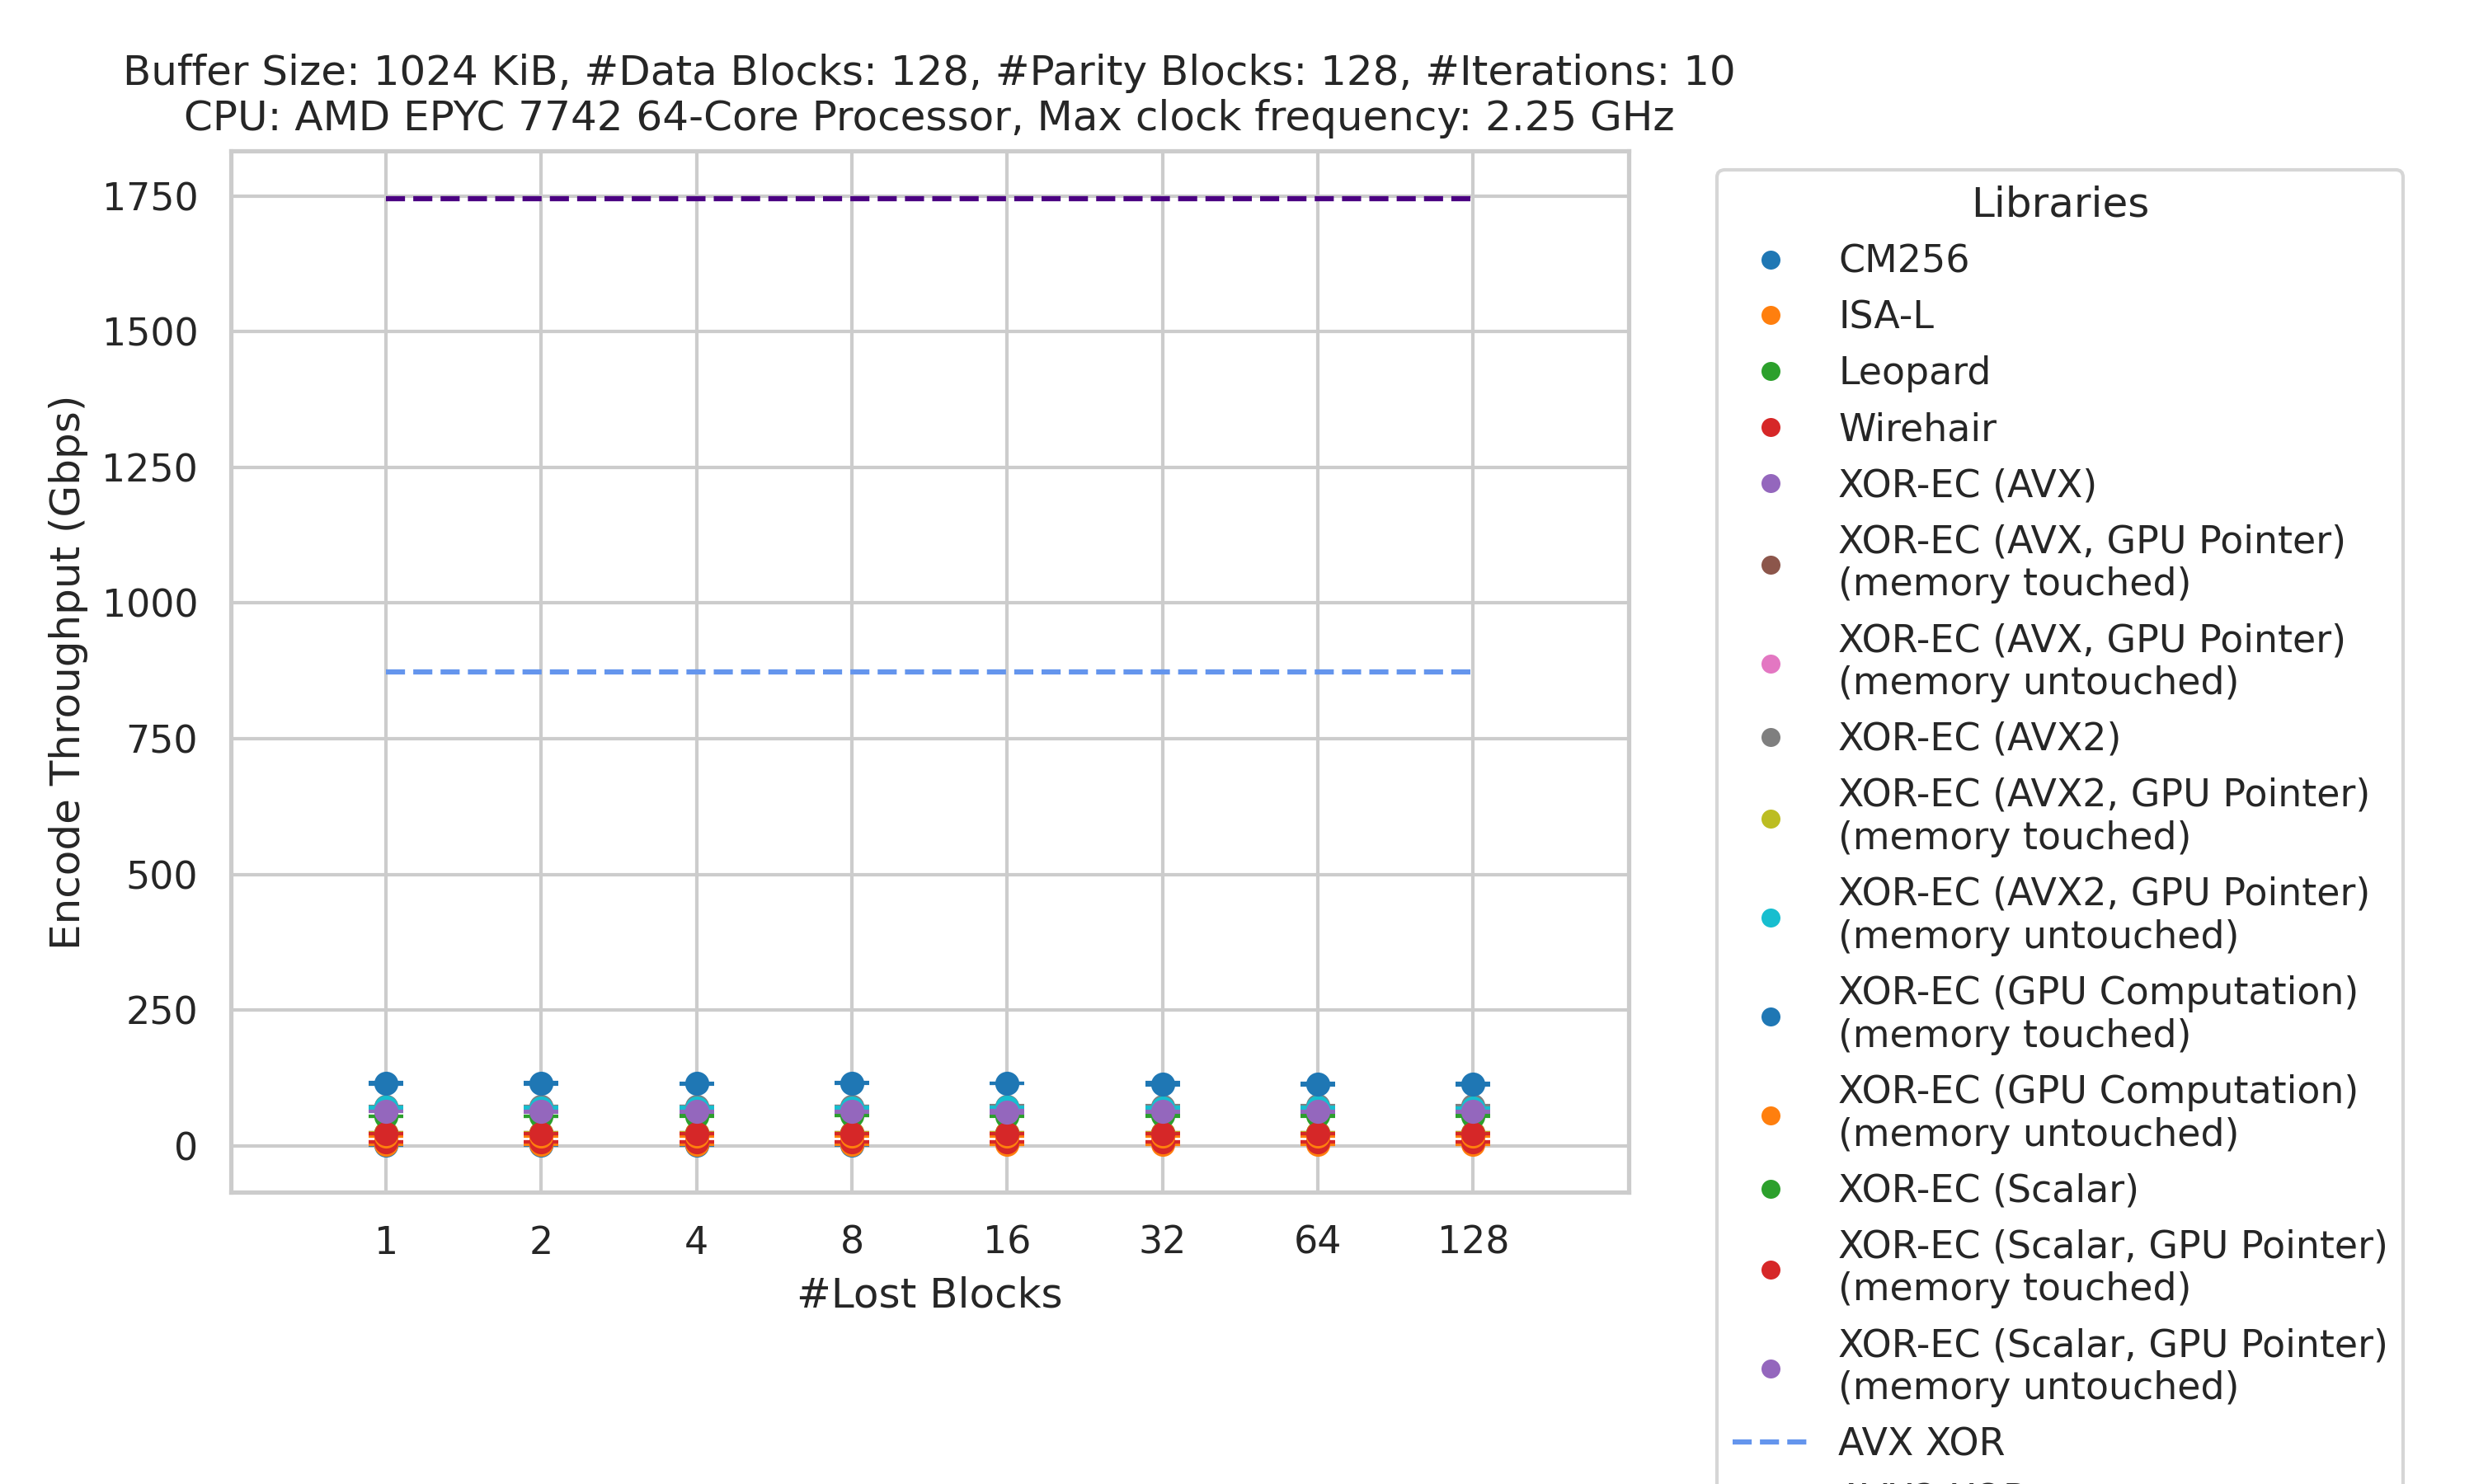 Buffer Size: 1024 KiB, #Data Blocks: 128, #Parity Blocks: 128, #Iterations: 10
CPU: AMD EPYC 7742 64-Core Processor, Max clock frequency: 2.25 GHz
Encode Throughput (Gbps)
1750
1500
1250
1000
750
500
250
0
1 2 4 8 16 32 64 128
#Lost Blocks
Libraries
CM256
ISA-L
Leopard
Wirehair
XOR-EC (AVX)
XOR-EC (AVX, GPU Pointer)
(memory touched)
XOR-EC (AVX, GPU Pointer)
(memory untouched)
XOR-EC (AVX2)
XOR-EC (AVX2, GPU Pointer)
(memory touched)
XOR-EC (AVX2, GPU Pointer)
(memory untouched)
XOR-EC (GPU Computation)
(memory touched)
XOR-EC (GPU Computation)
(memory untouched)
XOR-EC (Scalar)
XOR-EC (Scalar, GPU Pointer)
(memory touched)
XOR-EC (Scalar, GPU Pointer)
(memory untouched)
AVX XOR